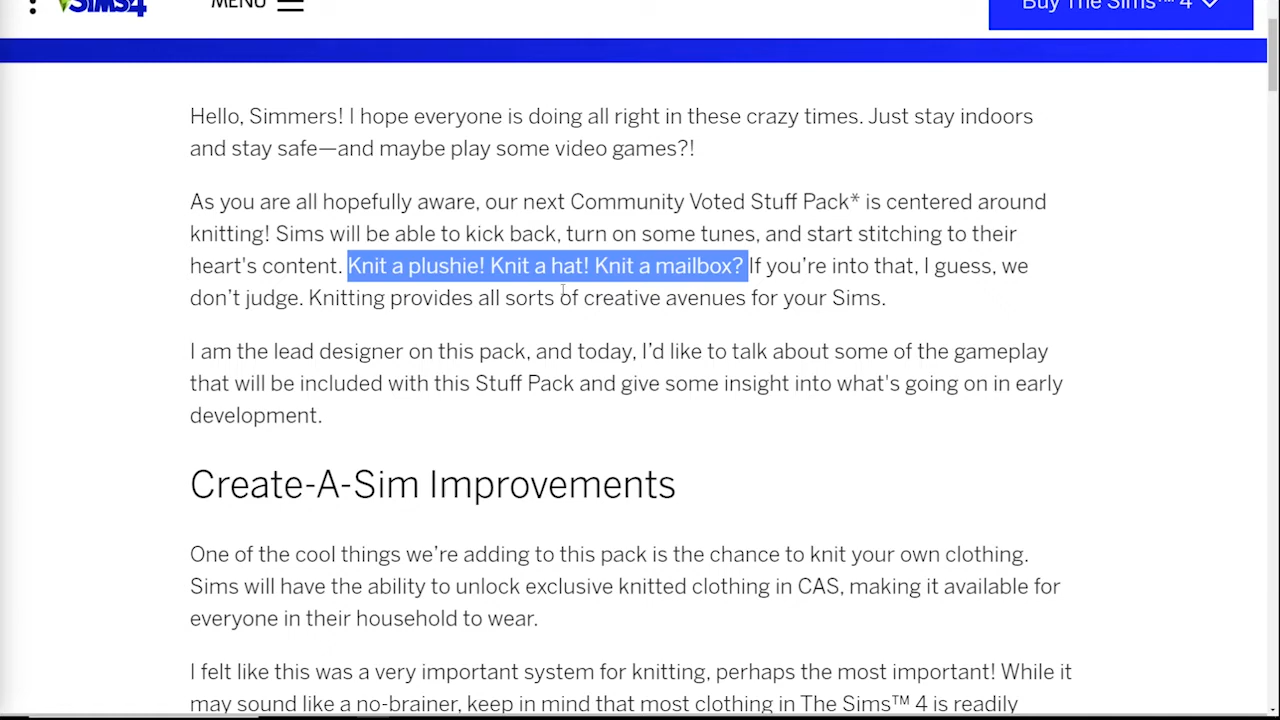 SIMS4 MENU Buy The Sims™ 4
Hello, Simmers! I hope everyone is doing all right in these crazy times. Just stay indoors
and stay safe—and maybe play some video games?!
As you are all hopefully aware, our next Community Voted Stuff Pack* is centered around
knitting! Sims will be able to kick back, turn on some tunes, and start stitching to their
heart's content. Knit a plushie! Knit a hat! Knit a mailbox? If you’re into that, I guess, we
don’t judge. Knitting provides all sorts of creative avenues for your Sims.
I am the lead designer on this pack, and today, I’d like to talk about some of the gameplay
that will be included with this Stuff Pack and give some insight into what's going on in early
development.
Create-A-Sim Improvements
One of the cool things we’re adding to this pack is the chance to knit your own clothing.
Sims will have the ability to unlock exclusive knitted clothing in CAS, making it available for
everyone in their household to wear.
I felt like this was a very important system for knitting, perhaps the most important! While it
may sound like a no-brainer, keep in mind that most clothing in The Sims™ 4 is readily